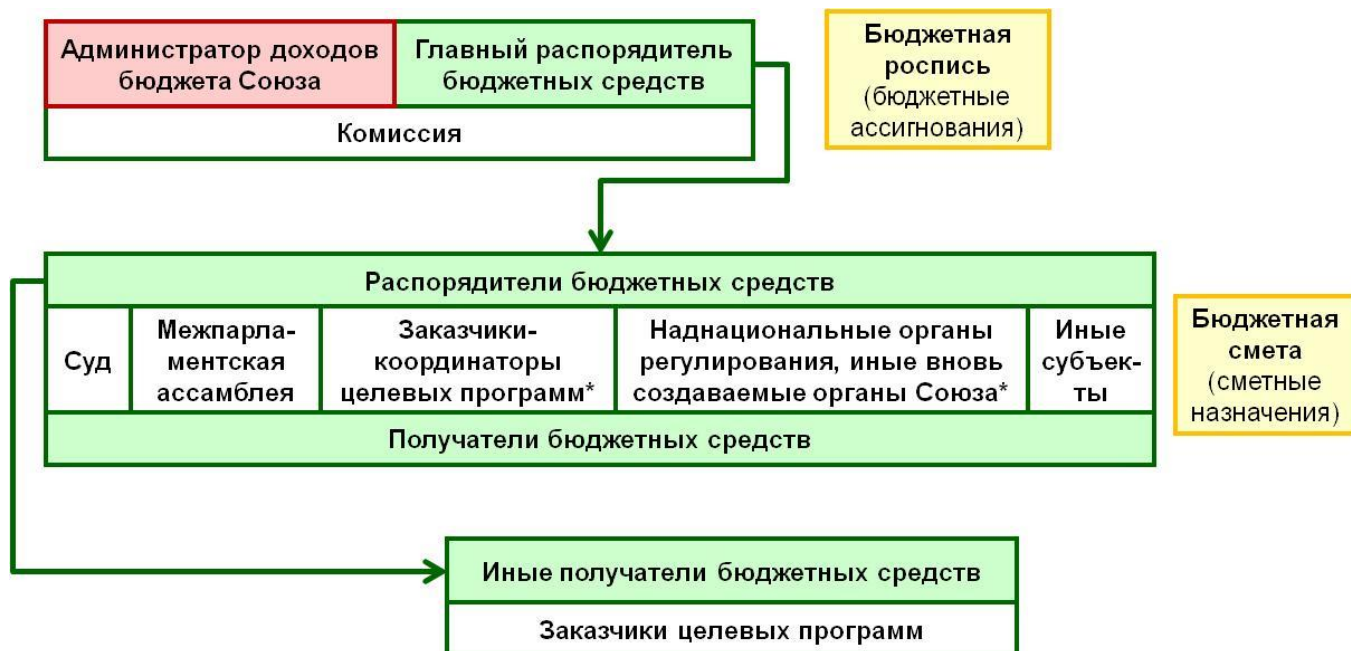 Администратор доходов
бюджета Союза
Главный распорядитель
бюджетных средств
Комиссия
Бюджетная
роспись
(бюджетные
ассигнования)
Распорядители бюджетных средств
Суд
Межпарла-
ментская
ассамблея
Заказчики-
координаторы
целевых программ*
Наднациональные органы
регулирования, иные вновь
создаваемые органы Союза*
Иные
субъек-
ты
Получатели бюджетных средств
Бюджетная
смета
(сметные
назначения)
Иные получатели бюджетных средств
Заказчики целевых программ